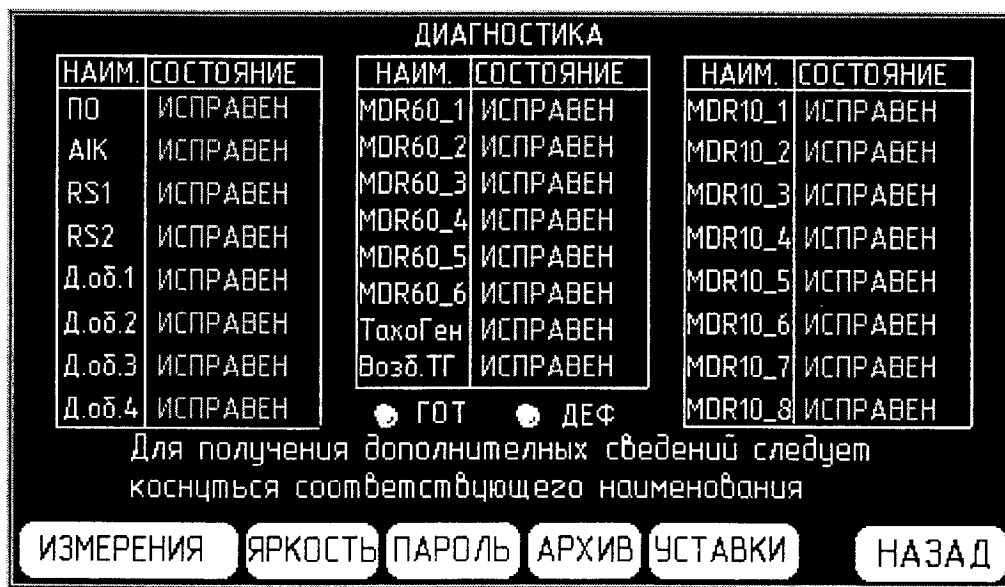 ДИАГНОСТИКА
НАИМ. СОСТОЯНИЕ
ПО ИСПРАВЕН
AIK ИСПРАВЕН
RS1 ИСПРАВЕН
RS2 ИСПРАВЕН
Д.об.1 ИСПРАВЕН
Д.об.2 ИСПРАВЕН
Д.об.3 ИСПРАВЕН
Д.об.4 ИСПРАВЕН
НАИМ. СОСТОЯНИЕ
MDR60_1 ИСПРАВЕН
MDR60_2 ИСПРАВЕН
MDR60_3 ИСПРАВЕН
MDR60_4 ИСПРАВЕН
MDR60_5 ИСПРАВЕН
MDR60_6 ИСПРАВЕН
ТахоГен ИСПРАВЕН
Возб.ТГ ИСПРАВЕН
НАИМ. СОСТОЯНИЕ
MDR10_1 ИСПРАВЕН
MDR10_2 ИСПРАВЕН
MDR10_3 ИСПРАВЕН
MDR10_4 ИСПРАВЕН
MDR10_5 ИСПРАВЕН
MDR10_6 ИСПРАВЕН
MDR10_7 ИСПРАВЕН
MDR10_8 ИСПРАВЕН
ГОТ ДЕФ
Для получения дополнителных сведений следует
коснуться соответствующего наименования
ИЗМЕРЕНИЯ ЯРКОСТЬ ПАРОЛЬ АРХИВ УСТАВКИ НАЗАД